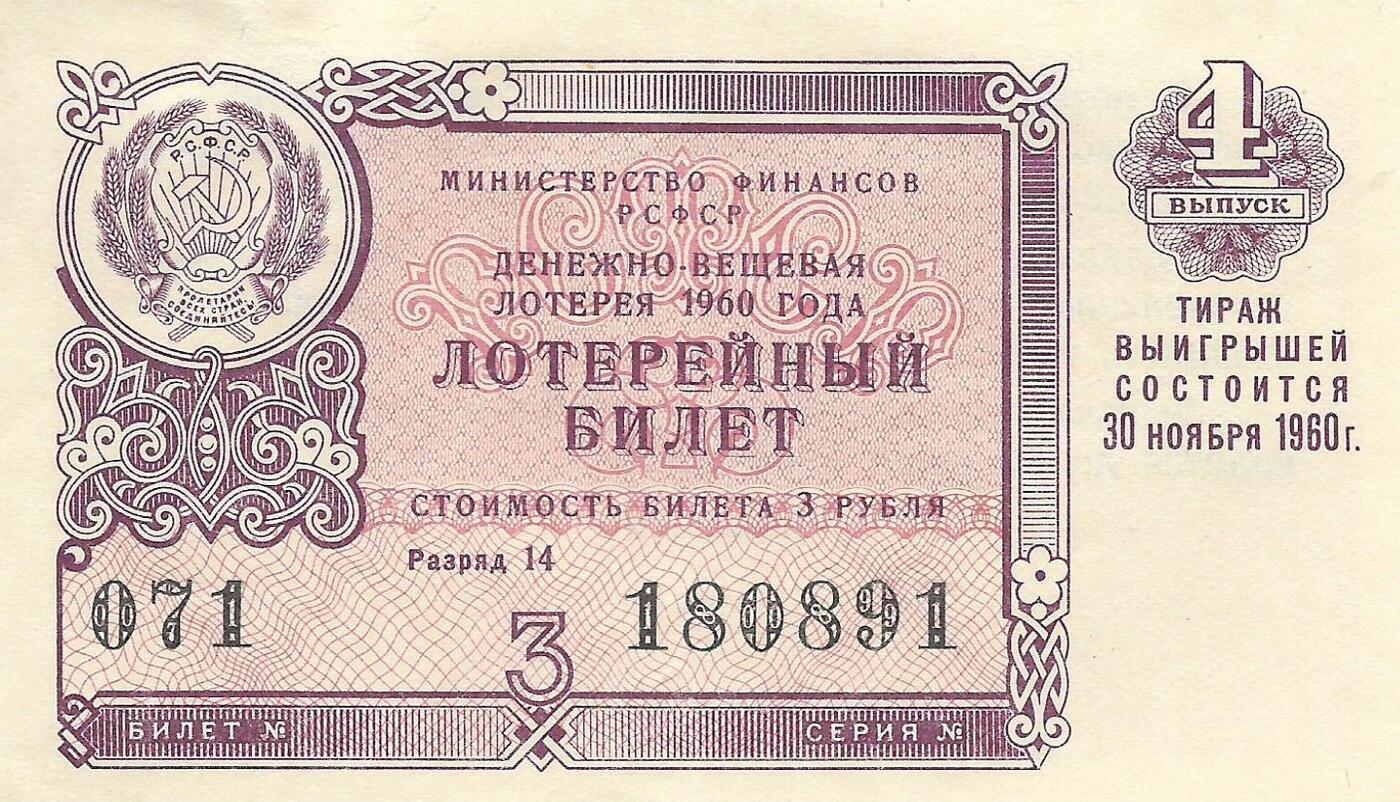 Р.С.Ф.С.Р.
ПРОЛЕТАРИИ
ВСЕХ СТРАН,
СОЕДИНЯЙТЕСЬ!
МИНИСТЕРСТВО ФИНАНСОВ
РСФСР
ДЕНЕЖНО-ВЕЩЕВАЯ
ЛОТЕРЕЯ 1960 ГОДА
ЛОТЕРЕЙНЫЙ
БИЛЕТ
СТОИМОСТЬ БИЛЕТА 3 РУБЛЯ
Разряд 14
071
3
180891
БИЛЕТ №
СЕРИЯ №
4
ВЫПУСК
ТИРАЖ
ВЫИГРЫШЕЙ
СОСТОИТСЯ
30 НОЯБРЯ 1960 г.